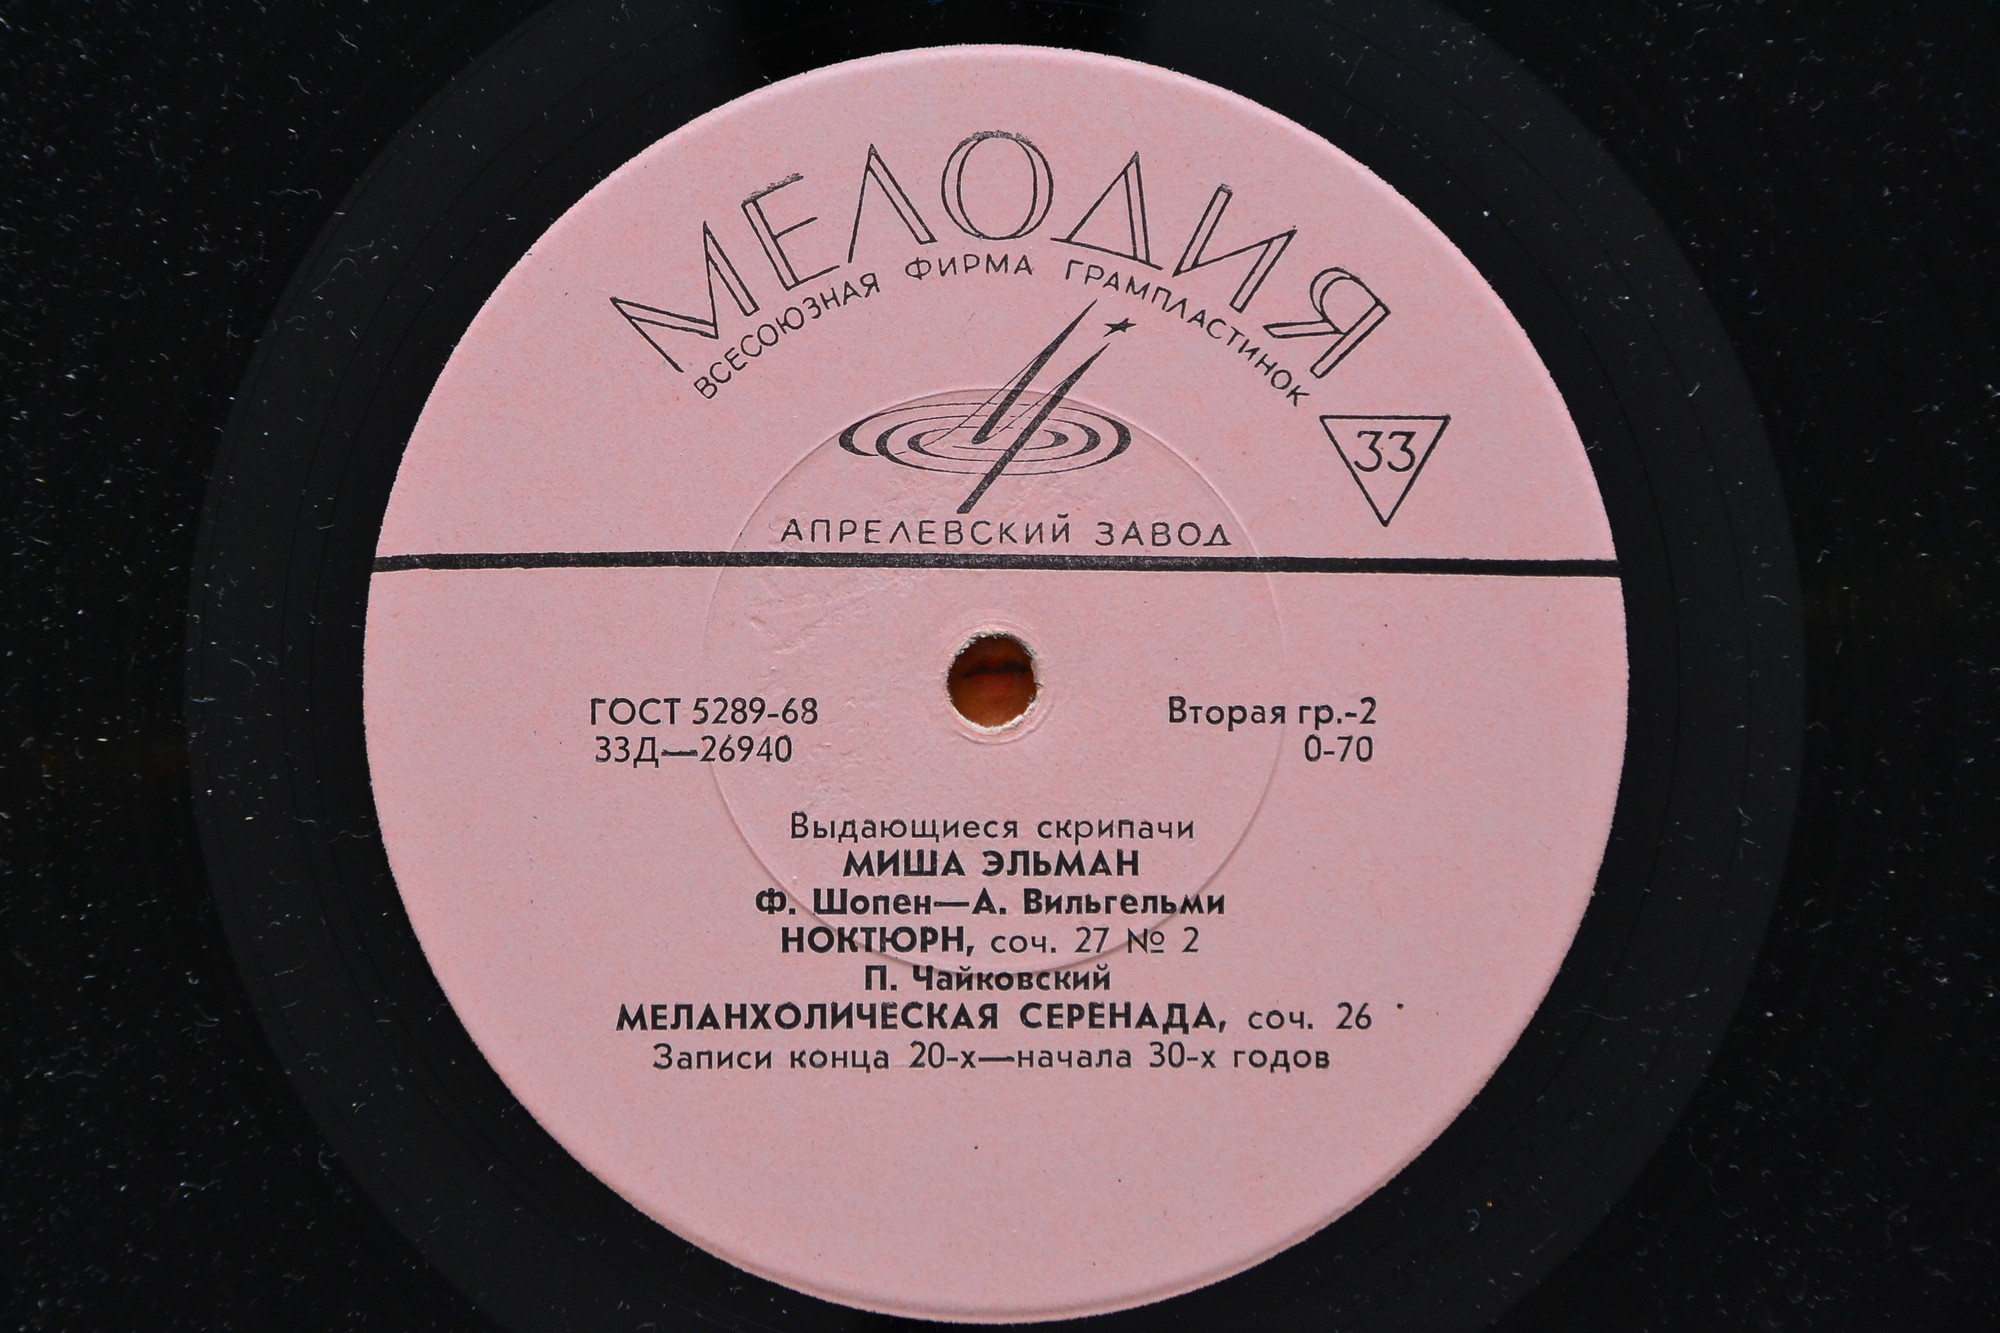 МЕЛОДИЯ
ВСЕСОЮЗНАЯ ФИРМА ГРАМПЛАСТИНОК
33
АПРЕЛЕВСКИЙ ЗАВОД
ГОСТ 5289-68
Вторая гр.-2
33Д—26940
0-70
Выдающиеся скрипачи
МИША ЭЛЬМАН
Ф. Шопен—А. Вильгельми
НОКТЮРН, соч. 27 № 2
П. Чайковский
МЕЛАНХОЛИЧЕСКАЯ СЕРЕНАДА, соч. 26
Записи конца 20-х—начала 30-х годов